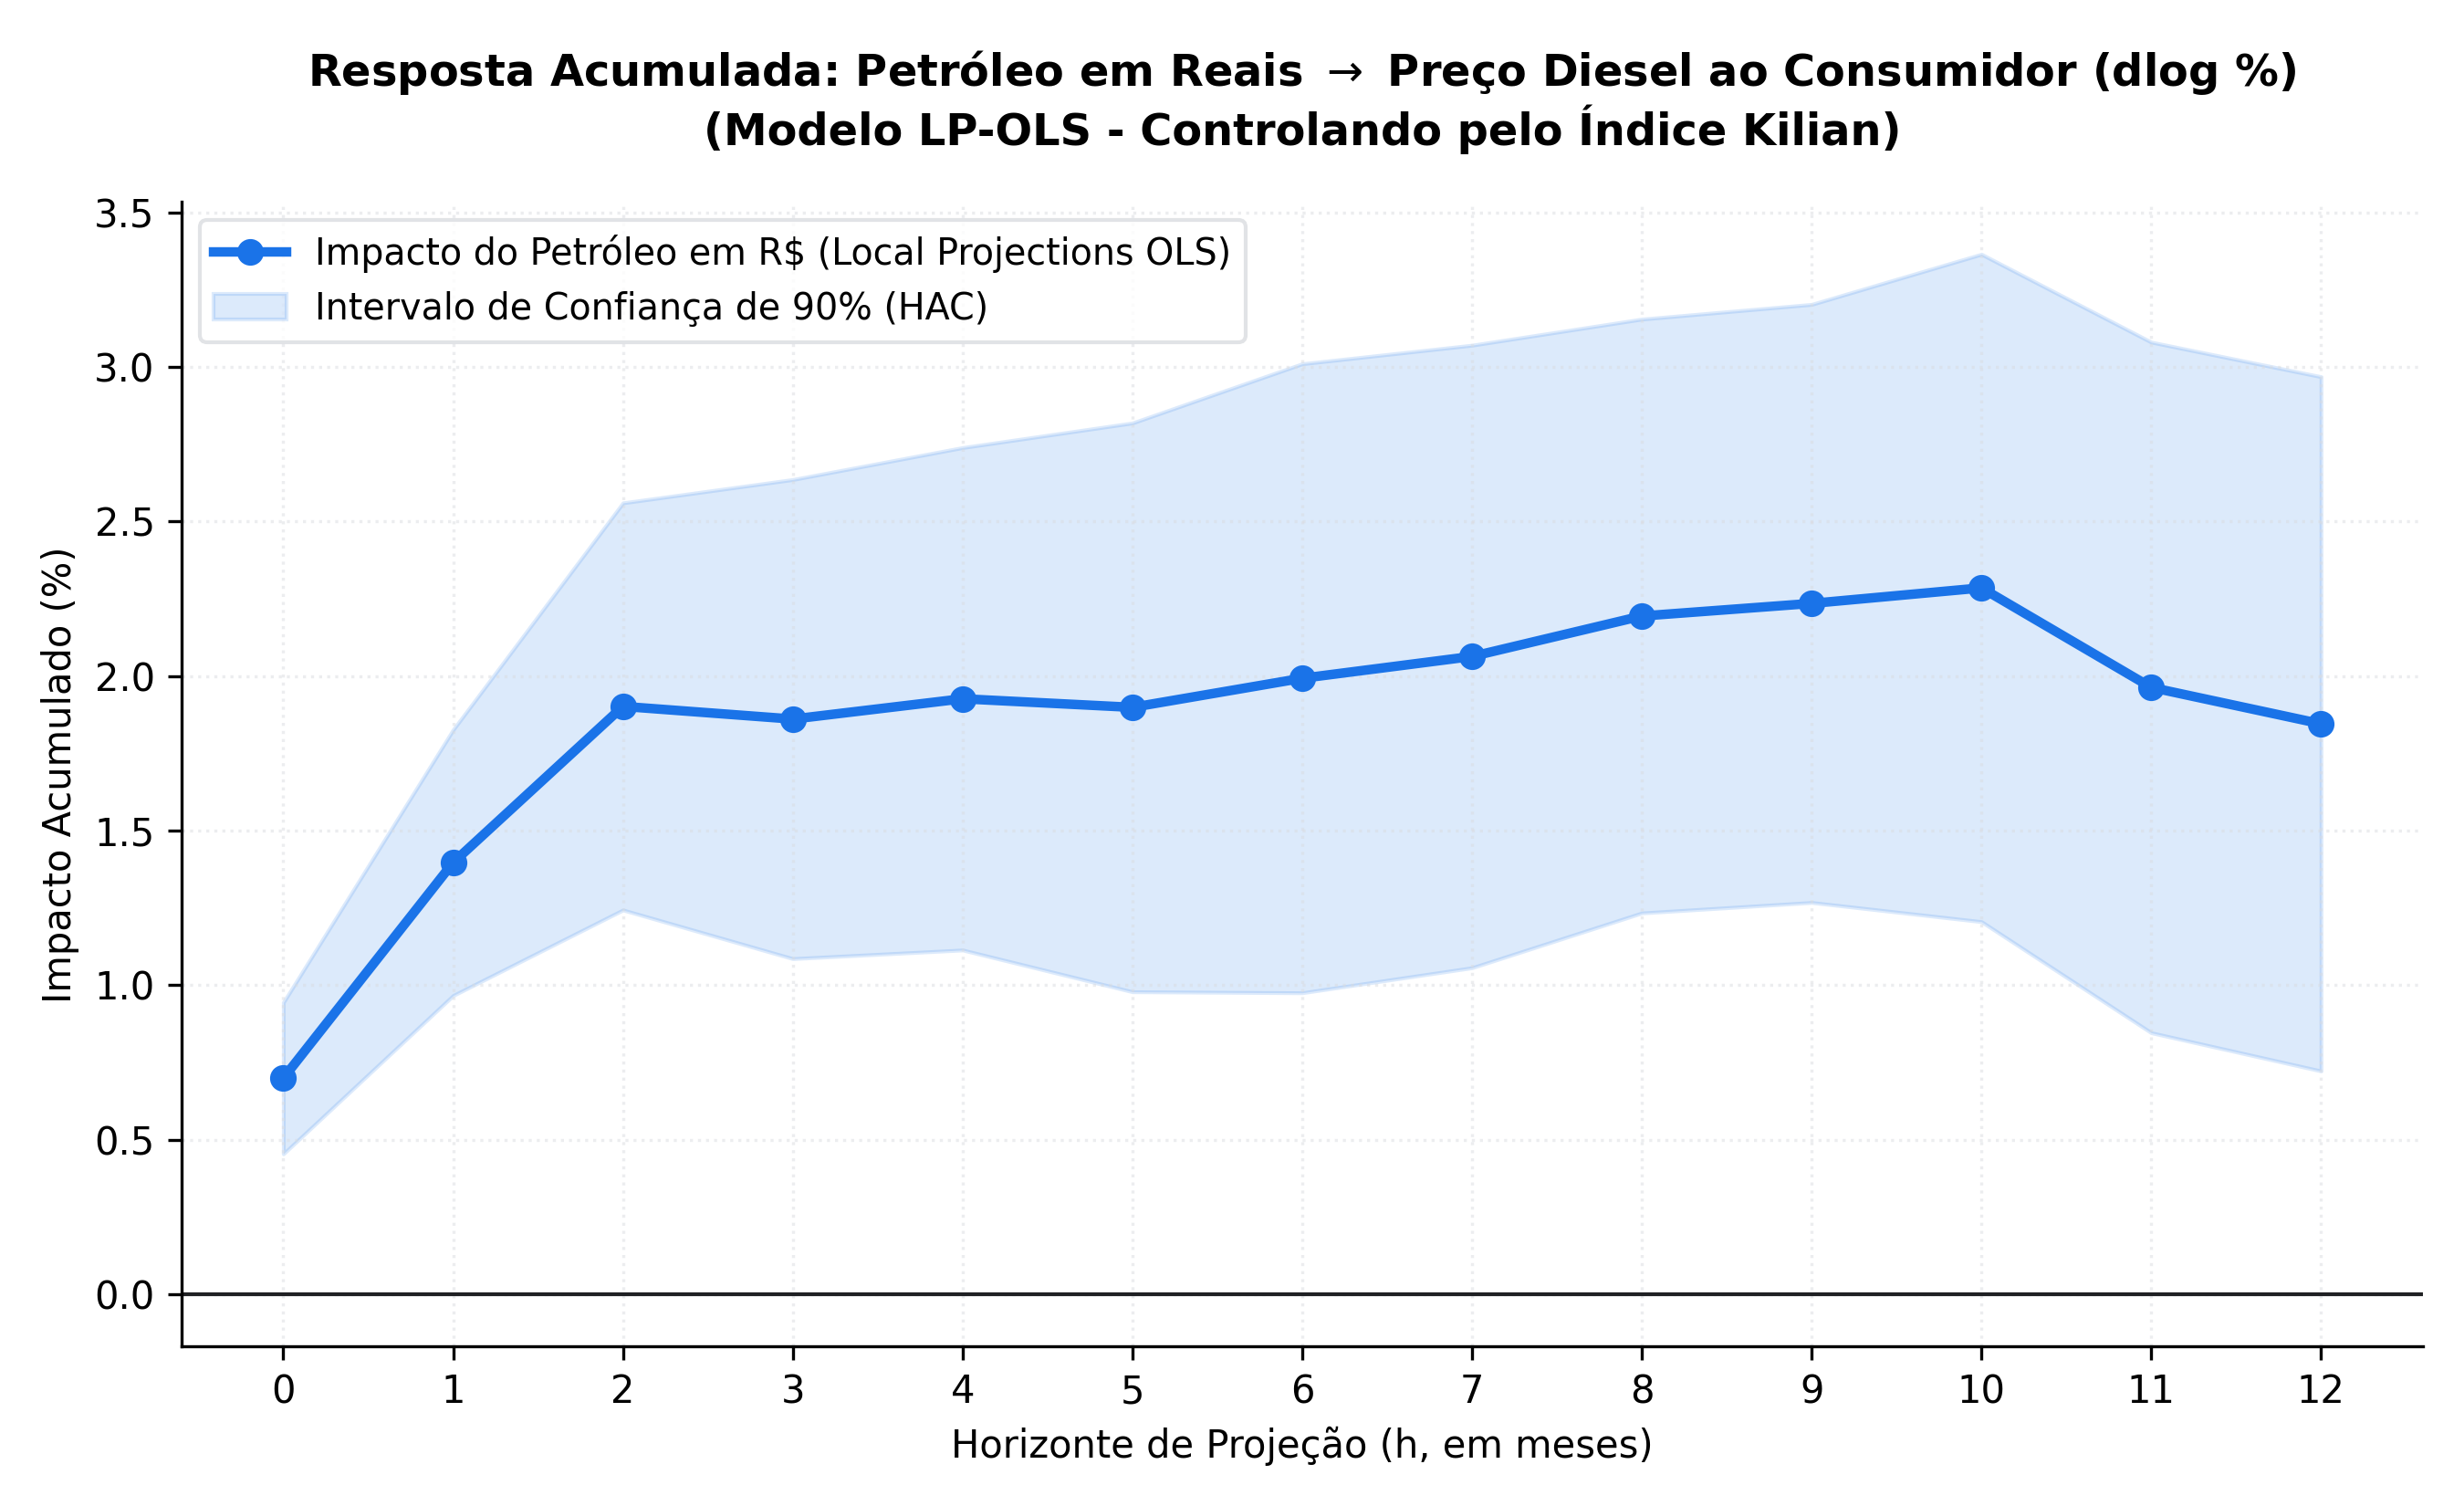 Resposta Acumulada: Petróleo em Reais → Preço Diesel ao Consumidor (dlog %)
(Modelo LP-OLS - Controlando pelo Índice Kilian)
Impacto do Petróleo em R$ (Local Projections OLS)
Intervalo de Confiança de 90% (HAC)
Impacto Acumulado (%)
3.5
3.0
2.5
2.0
1.5
1.0
0.5
0.0
0 1 2 3 4 5 6 7 8 9 10 11 12
Horizonte de Projeção (h, em meses)